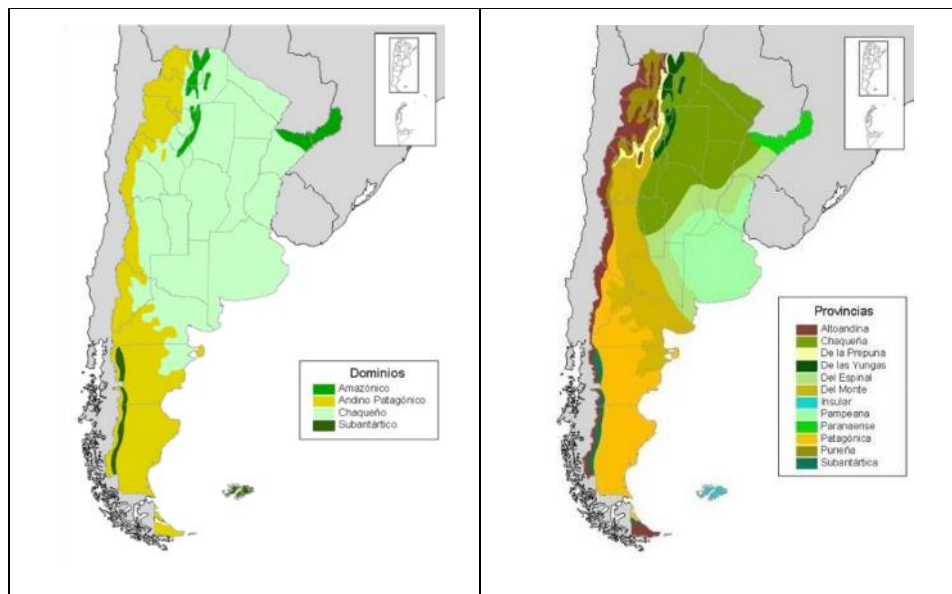 Dominios
Amazónico
Andino Patagónico
Chaqueño
Subantártico
Provincias
Altoandina
Chaqueña
De la Prepuna
De las Yungas
Del Espinal
Del Monte
Insular
Pampeana
Paranaense
Patagónica
Puneña
Subantártica